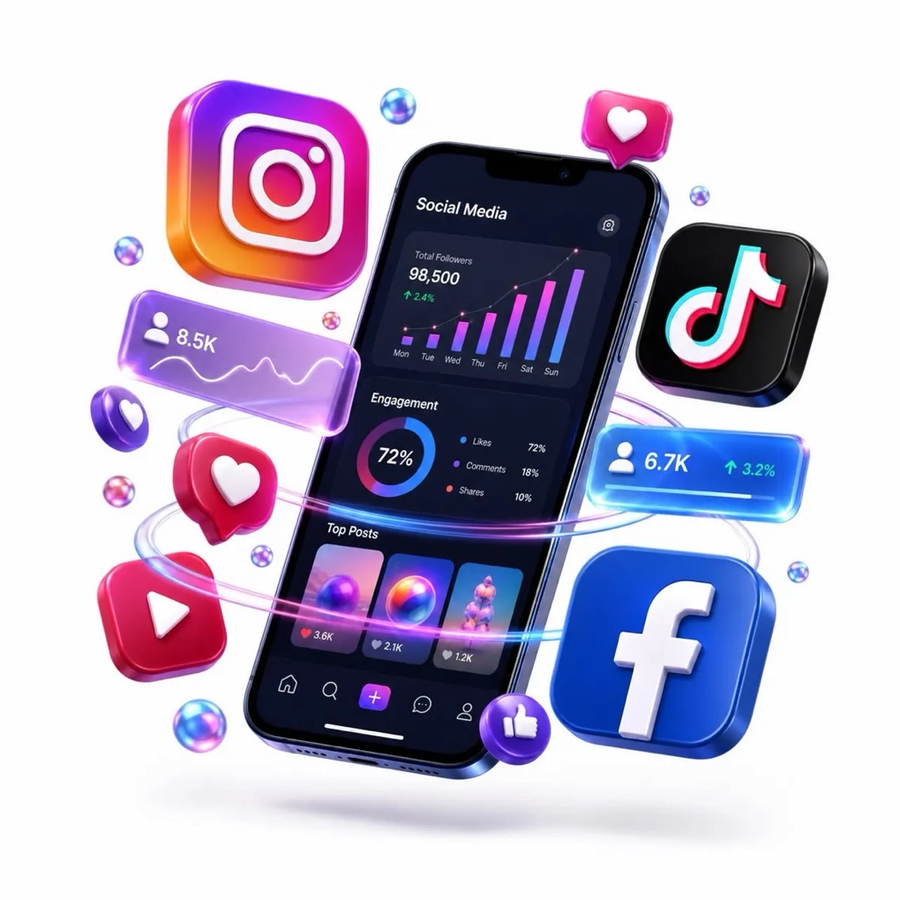 Social Media
Total Followers
98,500
↑ 2.4%
Mon Tue Wed Thu Fri Sat Sun
8.5K
Engagement
72%
Likes 72%
Comments 18%
Shares 10%
6.7K ↑ 3.2%
Top Posts
3.6K 2.1K 1.2K